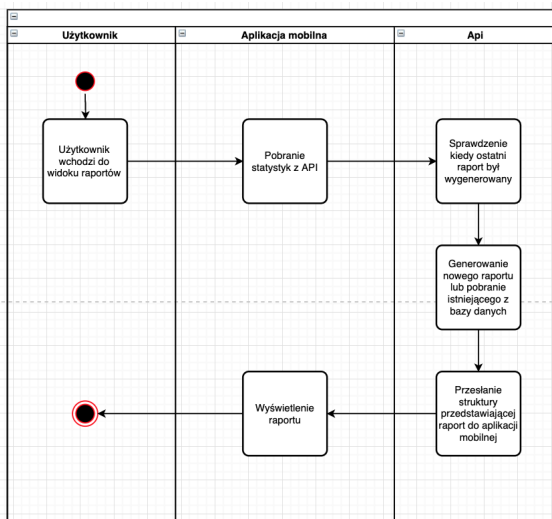 Użytkownik
Aplikacja mobilna
Api
Użytkownik
wchodzi do
widoku raportów
Pobranie
statystyk z API
Sprawdzenie
kiedy ostatni
raport był
wygenerowany
Generowanie
nowego raportu
lub pobranie
istniejącego z
bazy danych
Przesłanie
struktury
przedstawiającej
raport do aplikacji
mobilnej
Wyświetlenie
raportu